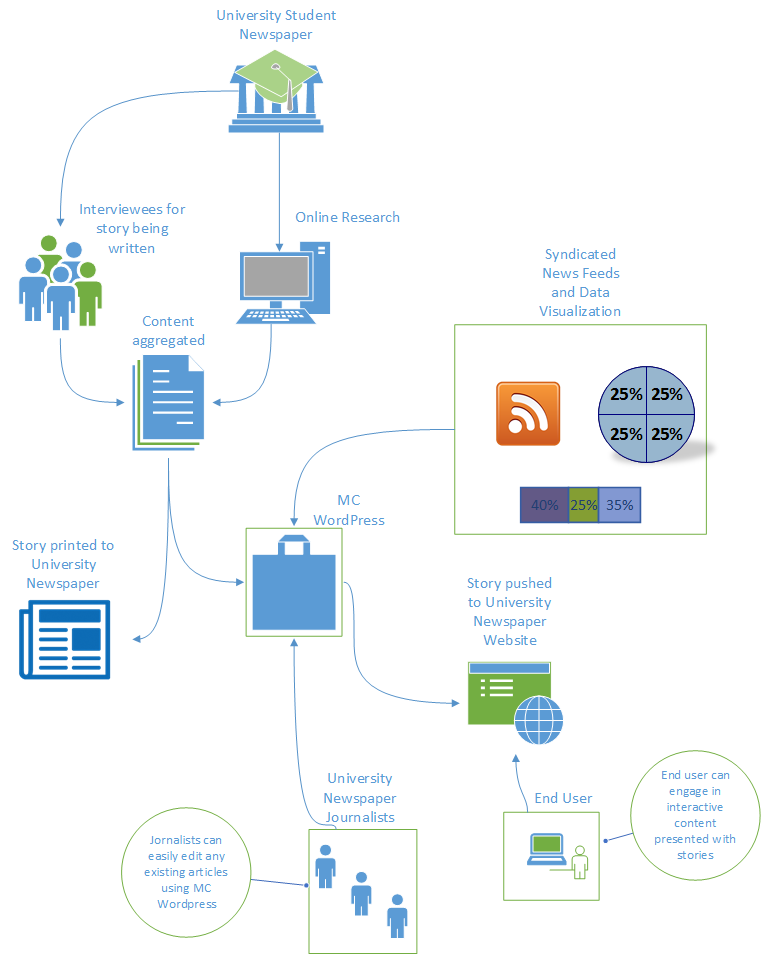 University Student
Newspaper
Interviewees for
story being
written
Online Research
Syndicated
News Feeds
and Data
Visualization
Content
aggregated
25% 25%
25% 25%
40% 25% 35%
MC
WordPress
Story printed to
University
Newspaper
Story pushed
to University
Newspaper
Website
University
Newspaper
Journalists
End User
End user can
engage in
interactive
content
presented with
stories
Jornalists can
easily edit any
existing articles
using MC
Wordpress